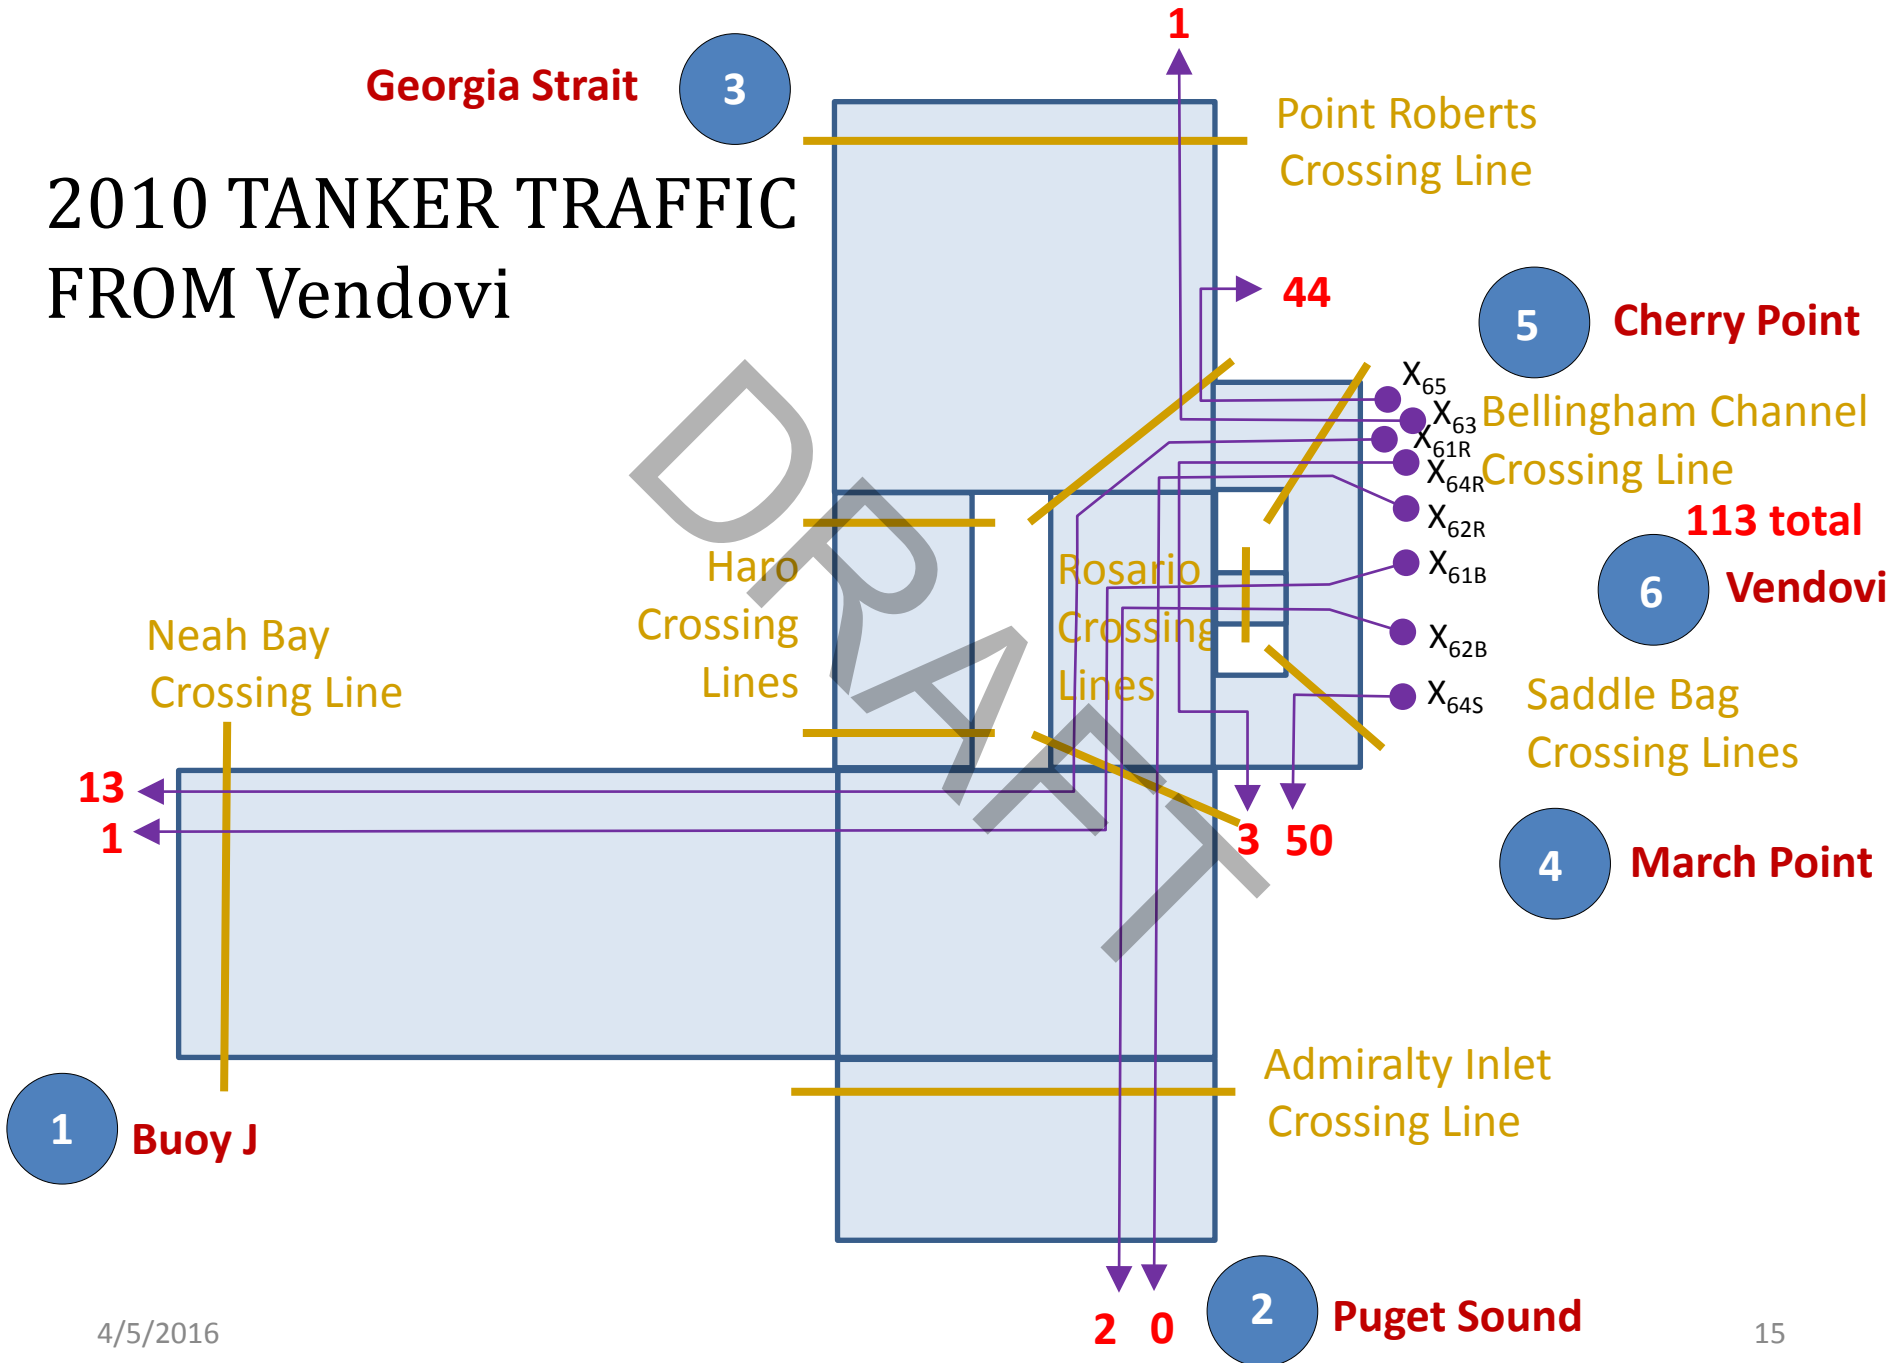 1
Georgia Strait
3
Point Roberts
Crossing Line
2010 TANKER TRAFFIC
FROM Vendovi
44
5
Cherry Point
X65
X63
Bellingham Channel
X61R
Crossing Line
X64R
X62R
113 total
Haro
Crossing
Lines
Rosario
Crossing
Lines
X61B
6
Vendovi
Neah Bay
Crossing Line
X62B
X64S
Saddle Bag
Crossing Lines
13
1
3 50
4
March Point
DRAFT
Admiralty Inlet
Crossing Line
1
Buoy J
2 0
2
Puget Sound
4/5/2016
15